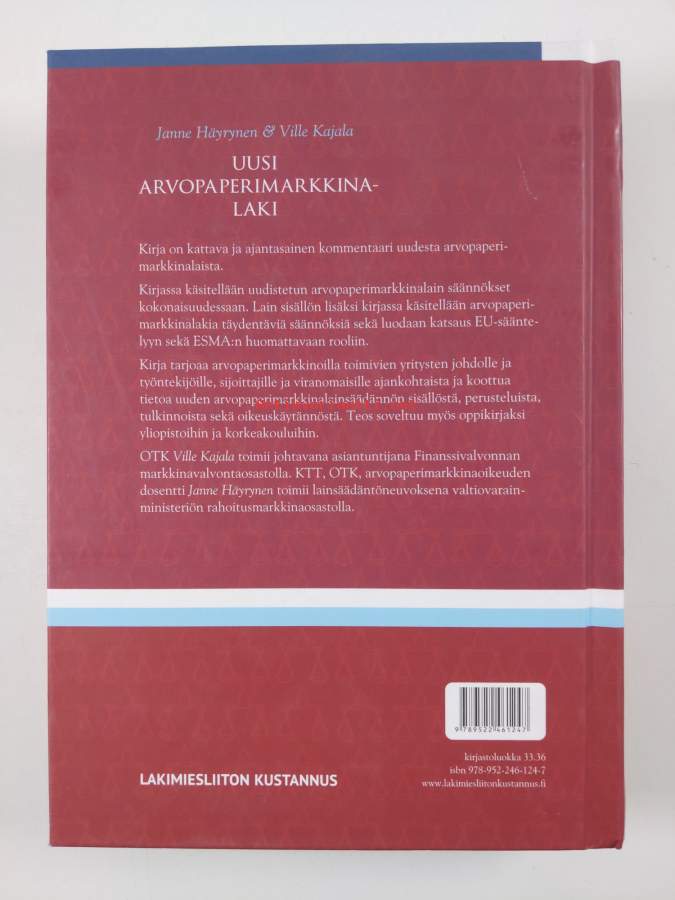 Janne Häyrynen & Ville Kajala
UUSI
ARVOPAPERIMARKKINA-
LAKI
Kirja on kattava ja ajantasainen kommentaari uudesta arvopaperi-
markkinalaista.
Kirjassa käsitellään uudistetun arvopaperimarkkinalain säännökset
kokonaisuudessaan. Lain sisällön lisäksi kirjassa käsitellään arvopaperi-
markkinalakia täydentäviä säännöksiä sekä luodaan katsaus EU-säänte-
lyyn sekä ESMA:n huomattavaan rooliin.
Kirja tarjoaa arvopaperimarkkinoilla toimivien yritysten johdolle ja
työntekijöille, sijoittajille ja viranomaisille ajankohtaista ja koottua
tietoa uuden arvopaperimarkkinalainsäädännön sisällöstä, perusteluista,
tulkinnoista sekä oikeuskäytännöstä. Teos soveltuu myös oppikirjaksi
yliopistoihin ja korkeakouluihin.
OTK Ville Kajala toimii johtavana asiantuntijana Finanssivalvonnan
markkinavalvontaosastolla. KTT, OTK, arvopaperimarkkinaoikeuden
dosentti Janne Häyrynen toimii lainsäädäntöneuvoksena valtiovarain-
ministeriön rahoitusmarkkinaosastolla.
9 789522 461247
kirjastoluokka 33.36
isbn 978-952-246-124-7
www.lakimiesliitonkustannus.fi
LAKIMIESLIITON KUSTANNUS